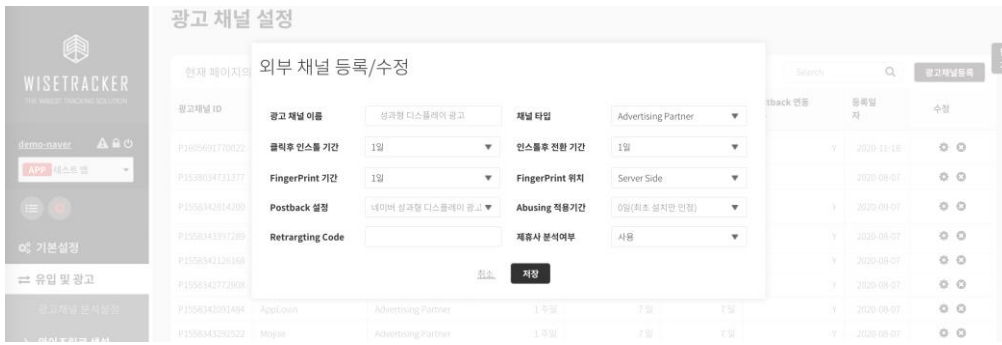 광고 채널 설정
WISETRACKER
THE WIDEST TRACKING SOLUTION
demo-naver
APP 테스트 앱
기본설정
유입 및 광고
광고채널 분석설정
현재 페이지의
Search
광고채널등록
광고채널 ID
등록일
자
수정
외부 채널 등록/수정
광고 채널 이름 성과형 디스플레이 광고 채널 타입 Advertising Partner
클릭후 인스톨 기간 1일 인스톨후 전환 기간 1일
FingerPrint 기간 1일 FingerPrint 위치 Server Side
Postback 설정 네이버 성과형 디스플레이 광고 Abusing 적용기간 0일(최초 설치만 인정)
Retrargting Code 제휴사 분석여부 사용
취소 저장
P1605691770022 Y 2020-11-18
P1538034731377 2020-08-07
Y 2020-08-07
Y 2020-08-07
Y 2020-08-07
P1558342772908 Y 2020-08-07
P1558342091484 AppLovin Advertising Partner 1 주일 7 일 7 일 Y 2020-08-07
P1558343292522 Mojise Advertising Partner 1 주일 7 일 7 일 Y 2020-08-07